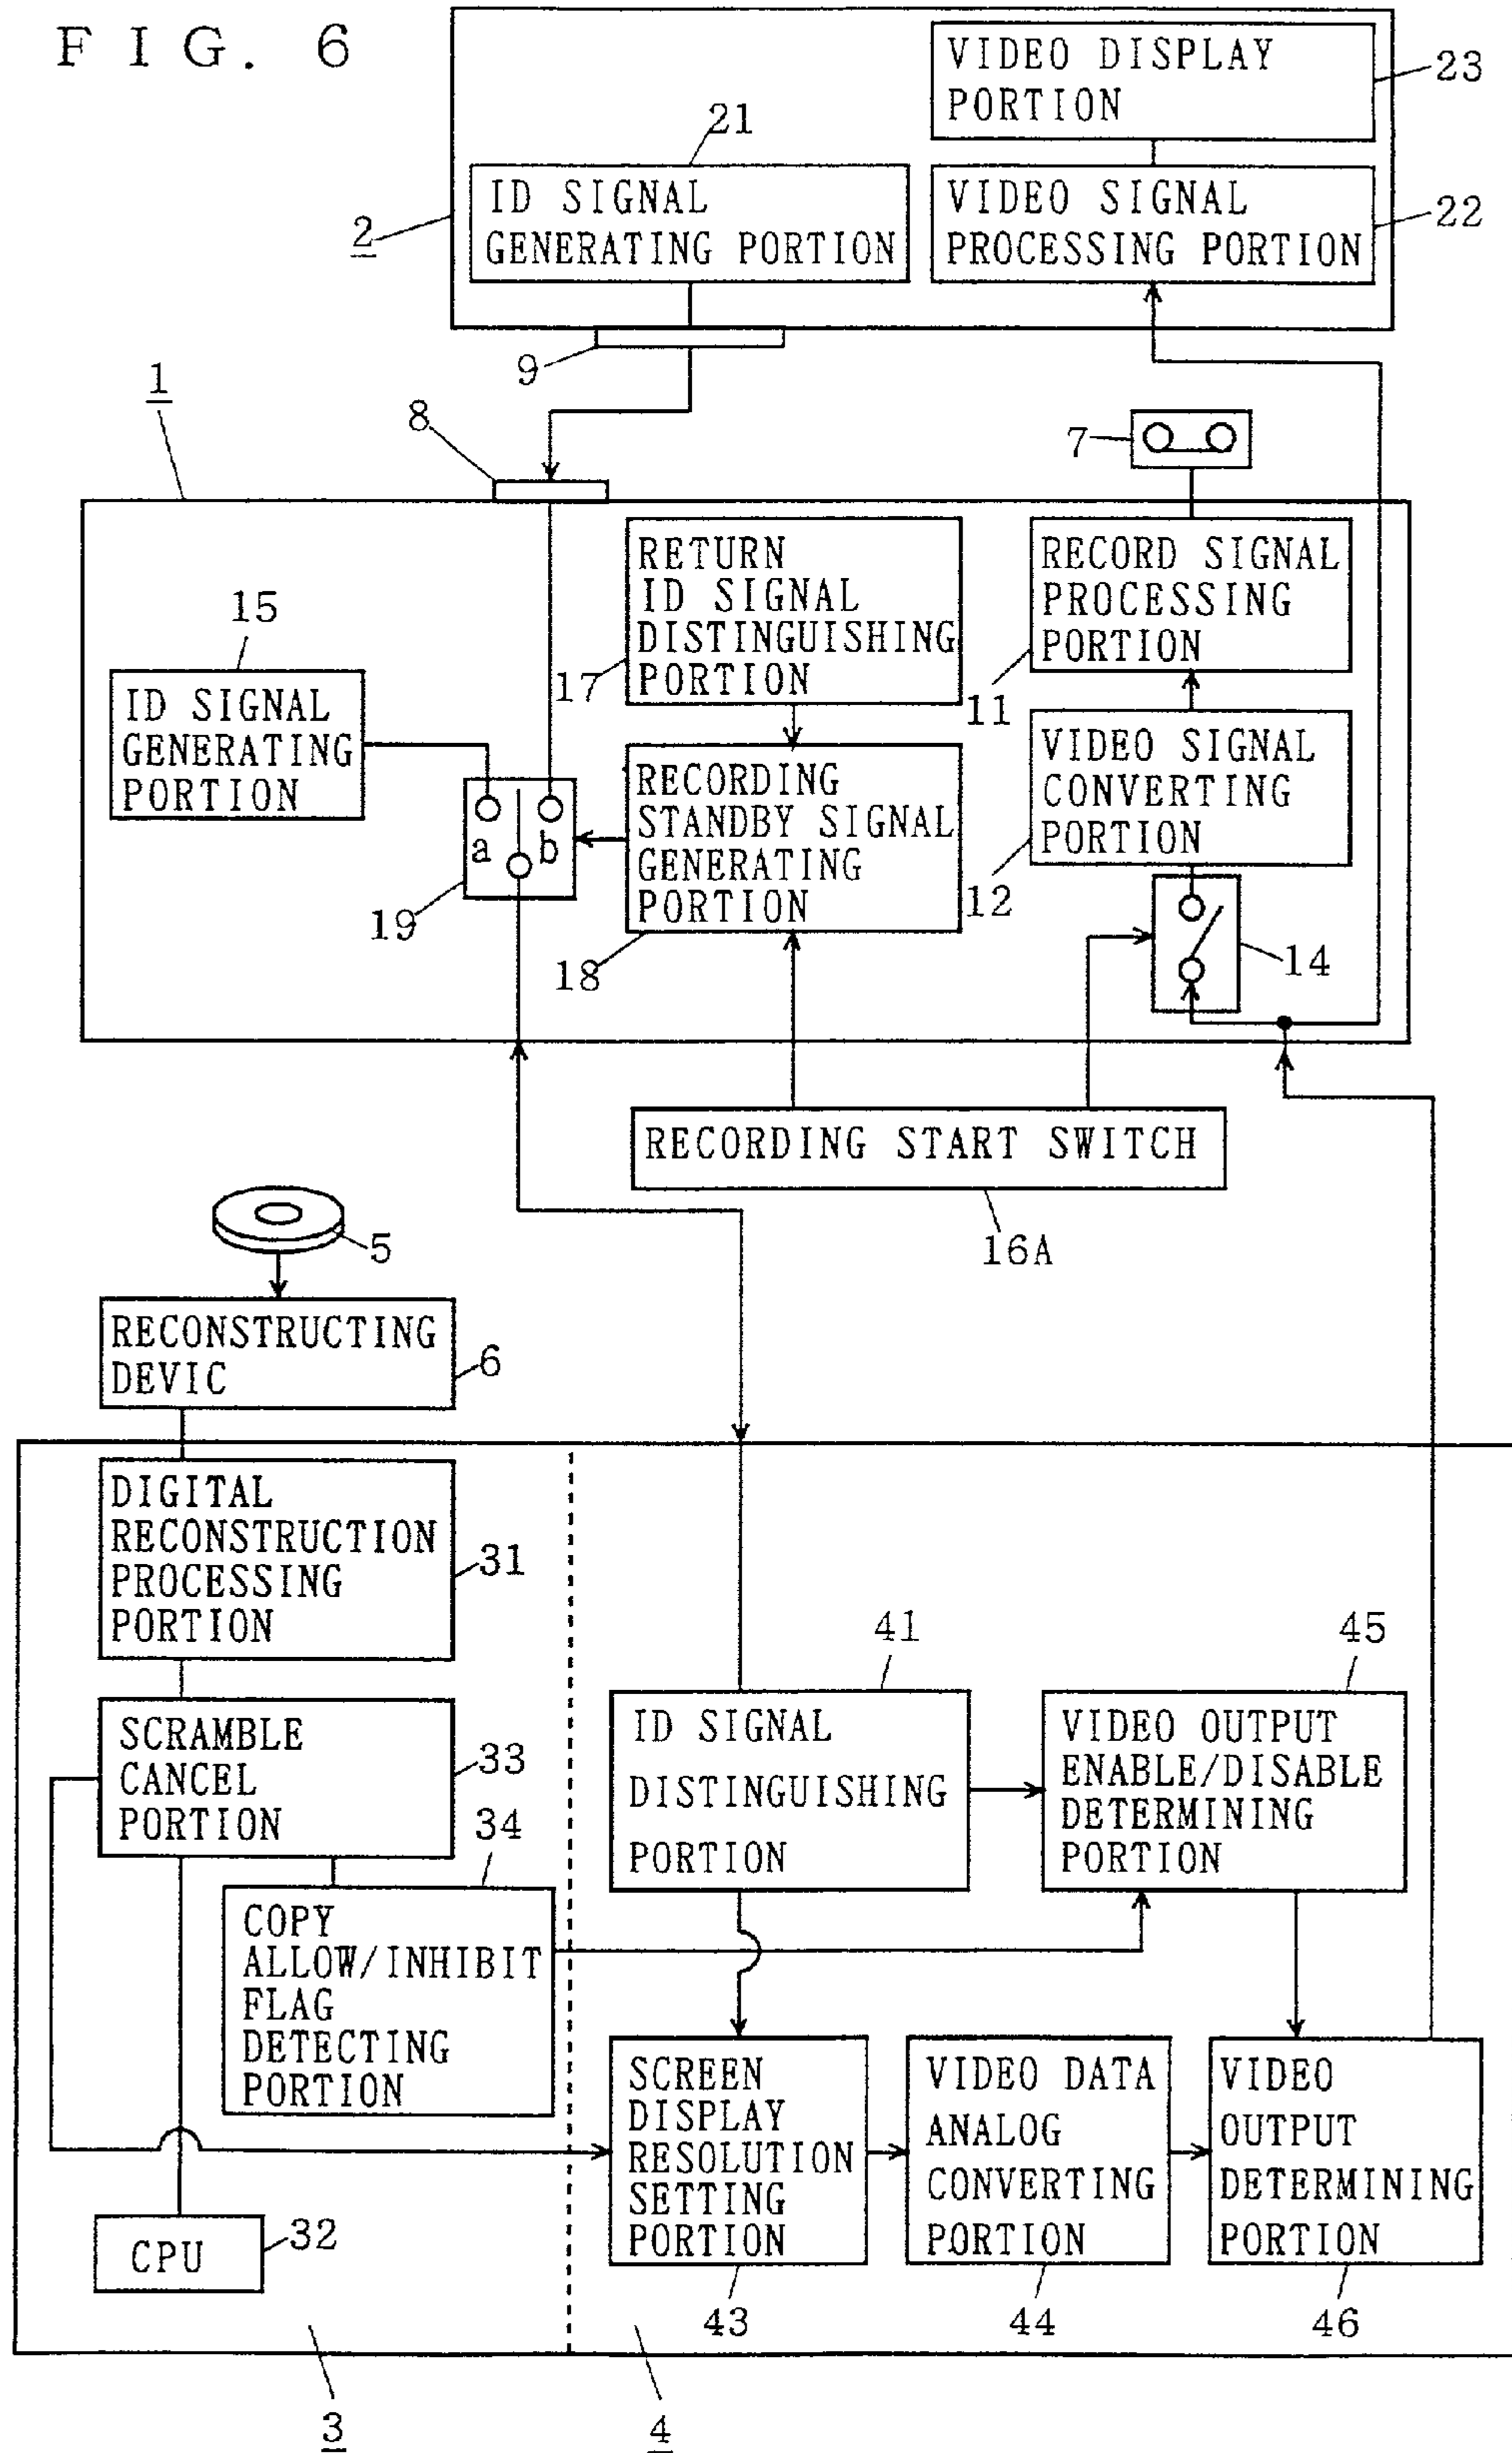 FIG. 6
VIDEO DISPLAY
PORTION
23
21
ID SIGNAL
GENERATING PORTION
VIDEO SIGNAL
PROCESSING PORTION
22
2
9
1
8
7
RETURN
ID SIGNAL
DISTINGUISHING
PORTION
17
RECORD SIGNAL
PROCESSING
PORTION
11
15
ID SIGNAL
GENERATING
PORTION
a
b
19
RECORDING
STANDBY SIGNAL
GENERATING
PORTION
18
VIDEO SIGNAL
CONVERTING
PORTION
12
14
RECORDING START SWITCH
16A
5
RECONSTRUCTING
DEVIC
6
DIGITAL
RECONSTRUCTION
PROCESSING
PORTION
31
SCRAMBLE
CANCEL
PORTION
33
34
COPY
ALLOW/INHIBIT
FLAG
DETECTING
PORTION
CPU
32
41
ID SIGNAL
DISTINGUISHING
PORTION
45
VIDEO OUTPUT
ENABLE/DISABLE
DETERMINING
PORTION
SCREEN
DISPLAY
RESOLUTION
SETTING
PORTION
43
VIDEO DATA
ANALOG
CONVERTING
PORTION
44
VIDEO
OUTPUT
DETERMINING
PORTION
46
3
4